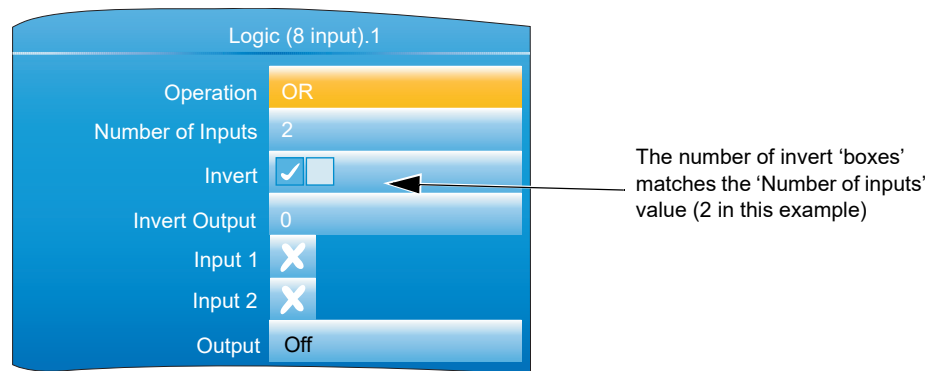 Logic (8 input).1
Operation OR
Number of Inputs 2
Invert
Invert Output 0
Input 1
Input 2
Output Off
The number of invert ‘boxes’
matches the ‘Number of inputs’
value (2 in this example)